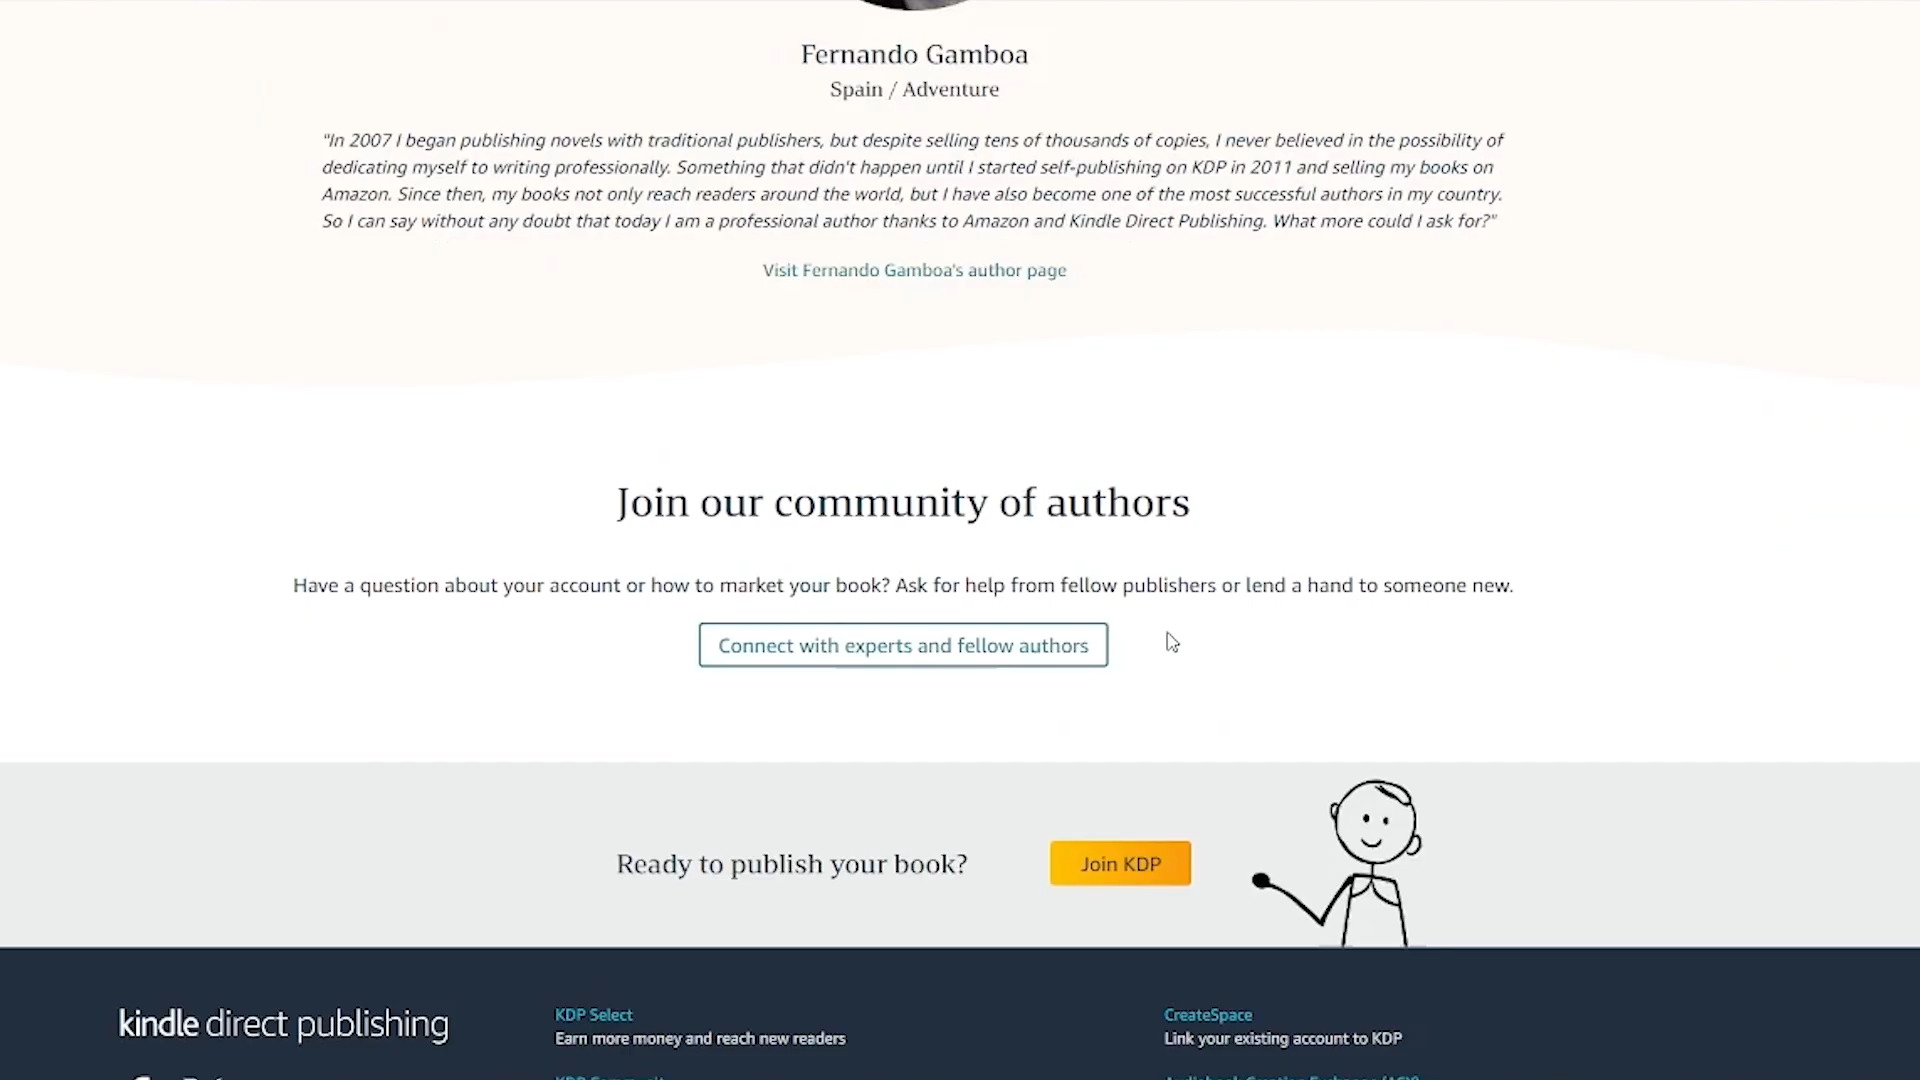 Fernando Gamboa
Spain / Adventure
"In 2007 I began publishing novels with traditional publishers, but despite selling tens of thousands of copies, I never believed in the possibility of
dedicating myself to writing professionally. Something that didn't happen until I started self-publishing on KDP in 2011 and selling my books on
Amazon. Since then, my books not only reach readers around the world, but I have also become one of the most successful authors in my country.
So I can say without any doubt that today I am a professional author thanks to Amazon and Kindle Direct Publishing. What more could I ask for?"
Visit Fernando Gamboa's author page
Join our community of authors
Have a question about your account or how to market your book? Ask for help from fellow publishers or lend a hand to someone new.
Connect with experts and fellow authors
Ready to publish your book?
Join KDP
kindle direct publishing
KDP Select
Earn more money and reach new readers
CreateSpace
Link your existing account to KDP